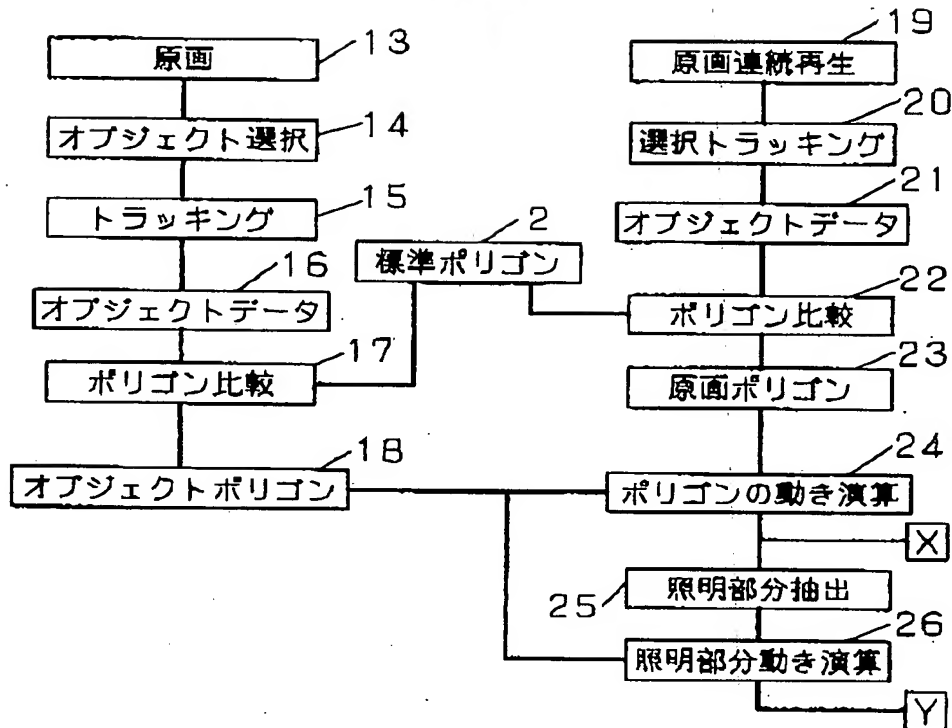 原画
13
オブジェクト選択
14
トラッキング
15
オブジェクトデータ
16
ポリゴン比較
17
オブジェクトポリゴン
18
標準ポリゴン
2
原画連続再生
19
選択トラッキング
20
オブジェクトデータ
21
ポリゴン比較
22
原画ポリゴン
23
ポリゴンの動き演算
24
X
照明部分抽出
25
照明部分動き演算
26
Y